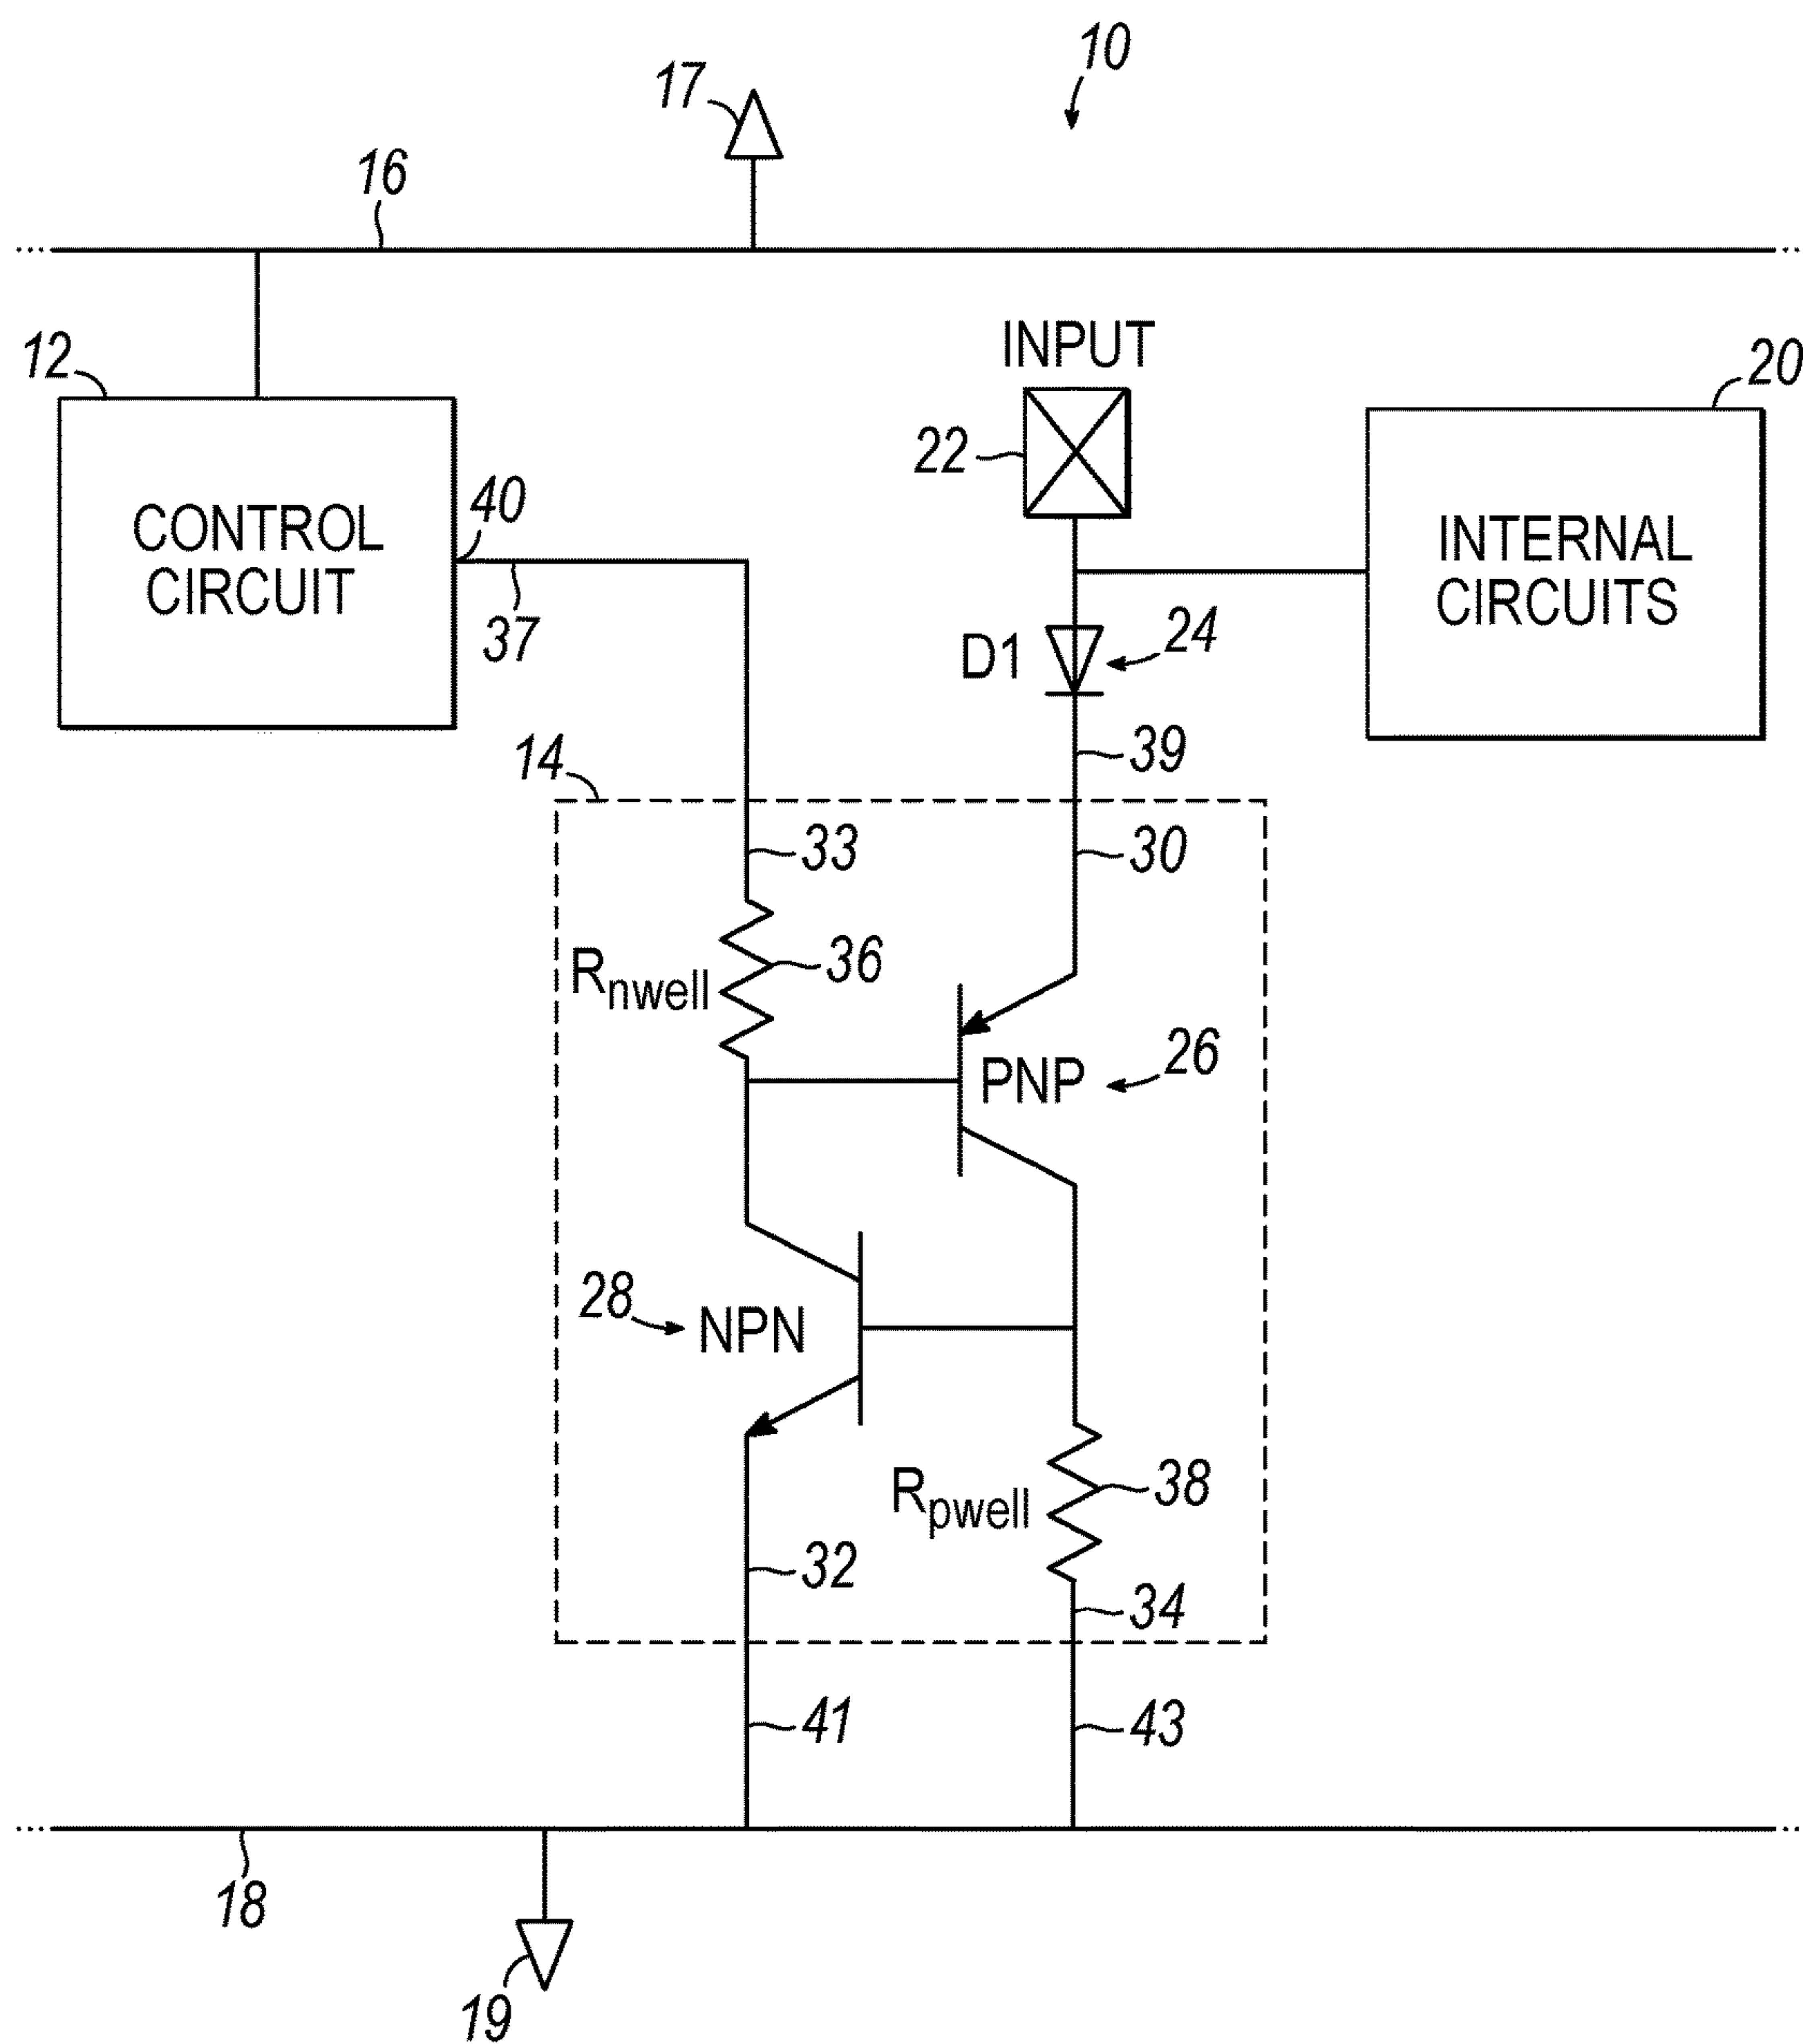 10
17
16
INPUT
12
20
22
CONTROL
CIRCUIT
40
INTERNAL
CIRCUITS
37
D1
24
39
14
33
30
36
Rnwell
PNP
26
28
NPN
38
Rpwell
32
34
41
43
18
19